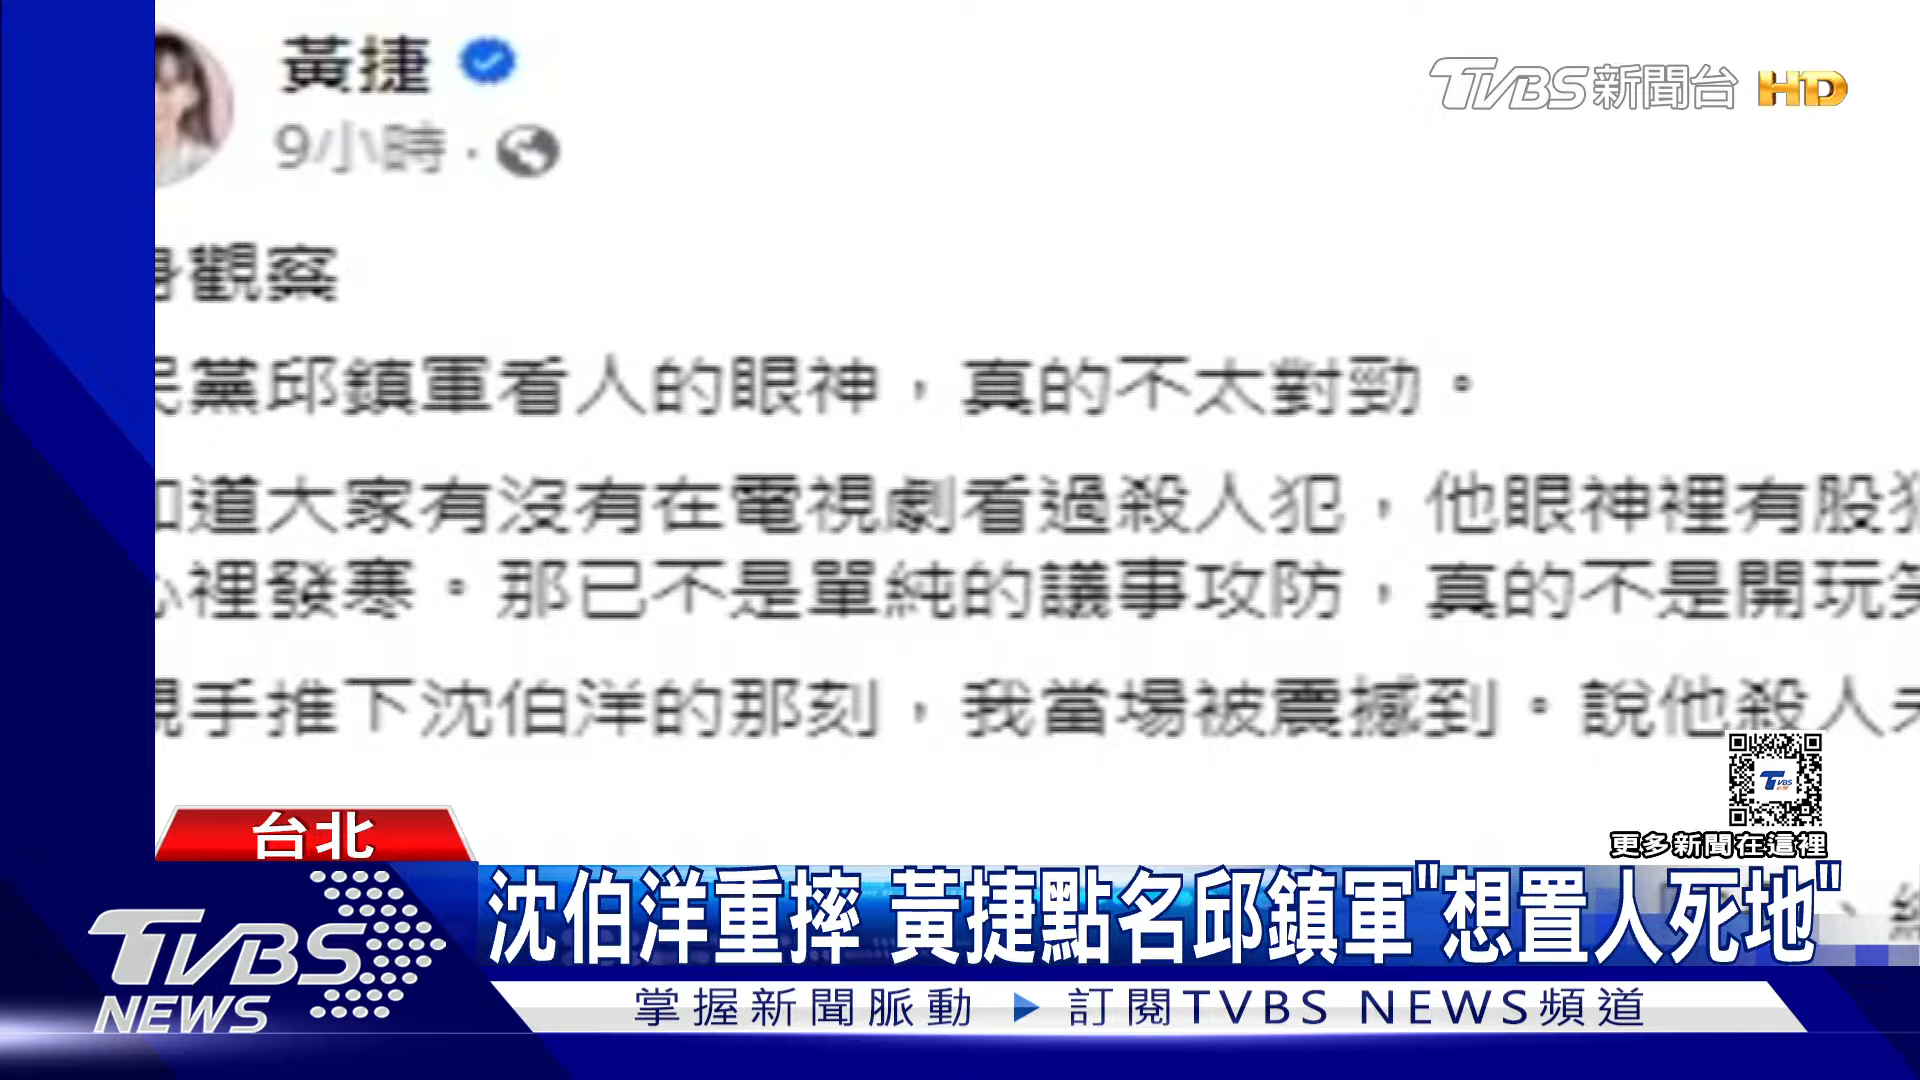 黃捷
TVBS新聞台 HD
9小時 ·
身觀察
民黨邱鎮軍看人的眼神，真的不太對勁。
知道大家有沒有在電視劇看過殺人犯，他眼神裡有股
心裡發寒。那已不是單純的議事攻防，真的不是開玩笑
親手推下沈伯洋的那刻，我當場被震撼到。說他殺人未
TVBS
更多新聞在這裡
台北
沈伯洋重摔 黃捷點名邱鎮軍"想置人死地"
TVBS
NEWS
掌握新聞脈動 ▶ 訂閱TVBS NEWS頻道